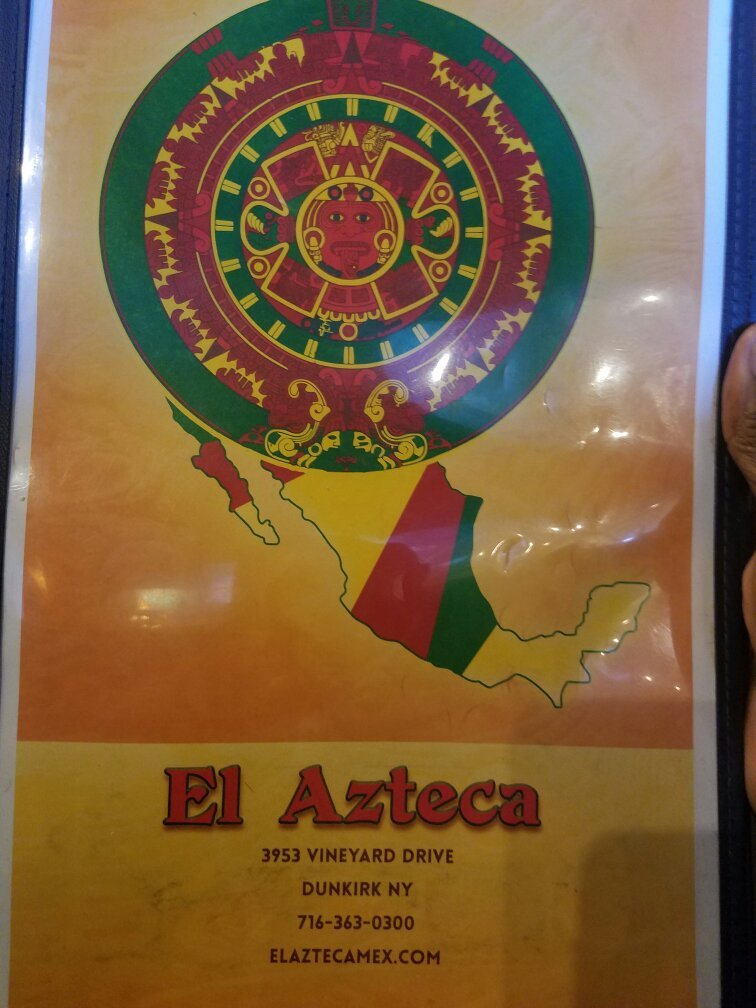 El Azteca
3953 VINEYARD DRIVE
DUNKIRK NY
716-363-0300
ELAZTECAMEX.COM